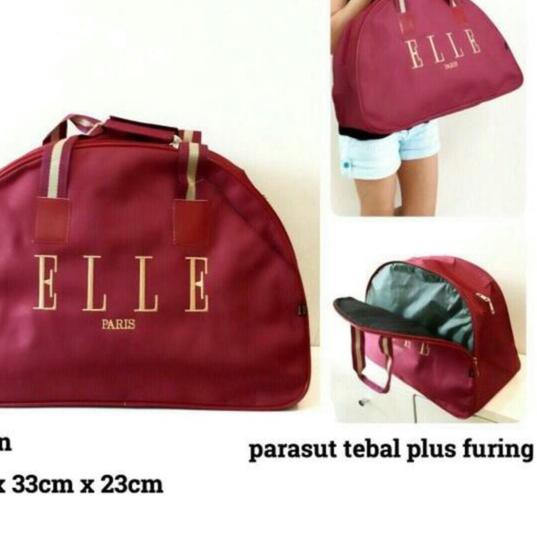 ELLE
PARIS
ELLE
PARIS
n
parasut tebal plus furing
x 33cm x 23cm